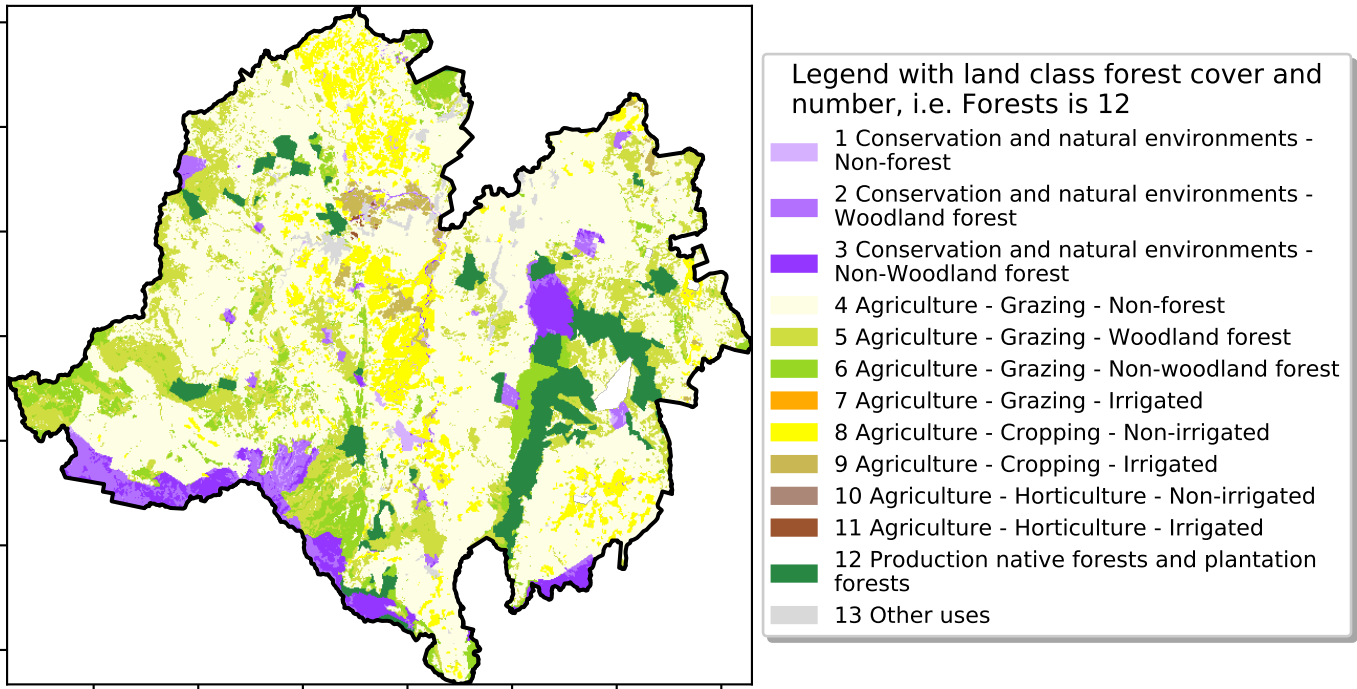 Legend with land class forest cover and
number, i.e. Forests is 12
1 Conservation and natural environments -
Non-forest
2 Conservation and natural environments -
Woodland forest
3 Conservation and natural environments -
Non-Woodland forest
4 Agriculture - Grazing - Non-forest
5 Agriculture - Grazing - Woodland forest
6 Agriculture - Grazing - Non-woodland forest
7 Agriculture - Grazing - Irrigated
8 Agriculture - Cropping - Non-irrigated
9 Agriculture - Cropping - Irrigated
10 Agriculture - Horticulture - Non-irrigated
11 Agriculture - Horticulture - Irrigated
12 Production native forests and plantation
forests
13 Other uses